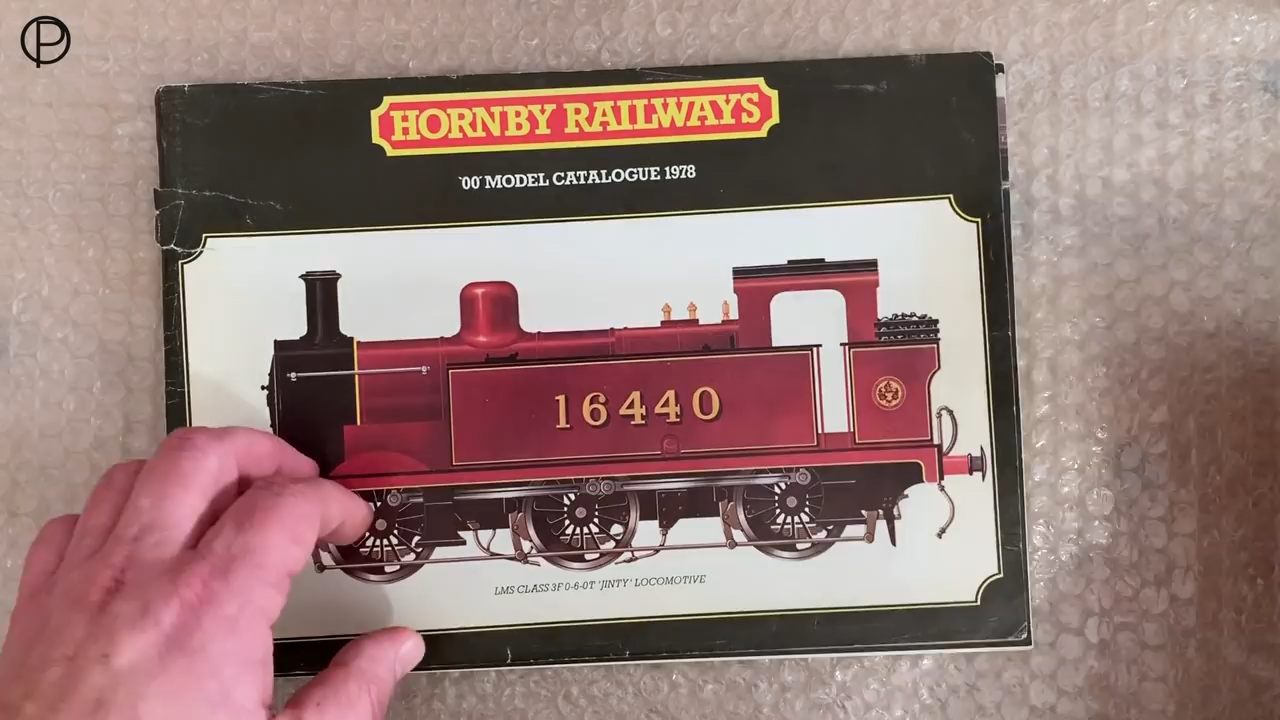 HORNBY RAILWAYS
'00' MODEL CATALOGUE 1978
16440
LMS CLASS 3F 0-6-0T 'JINTY' LOCOMOTIVE